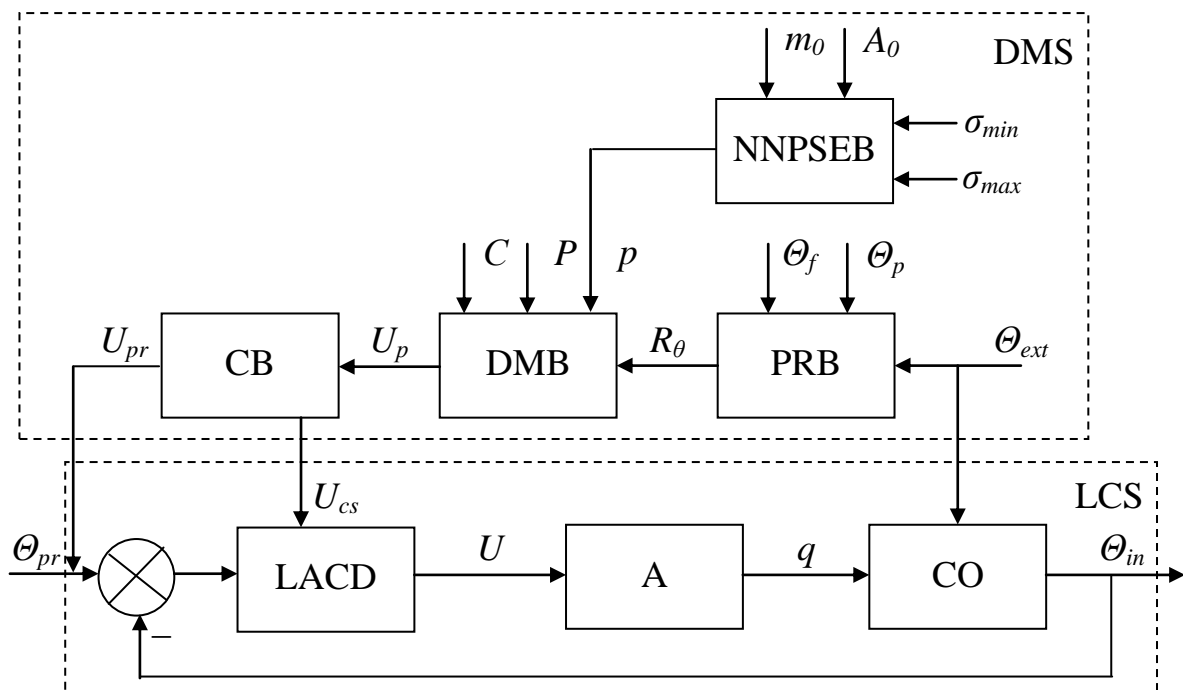 m0 A0
DMS
NNPSEB
σmin
σmax
C P p Θf Θp
Upr CB Up DMB Rθ PRB Θext
Ucs LCS
Θpr LACD U A q CO Θin
−